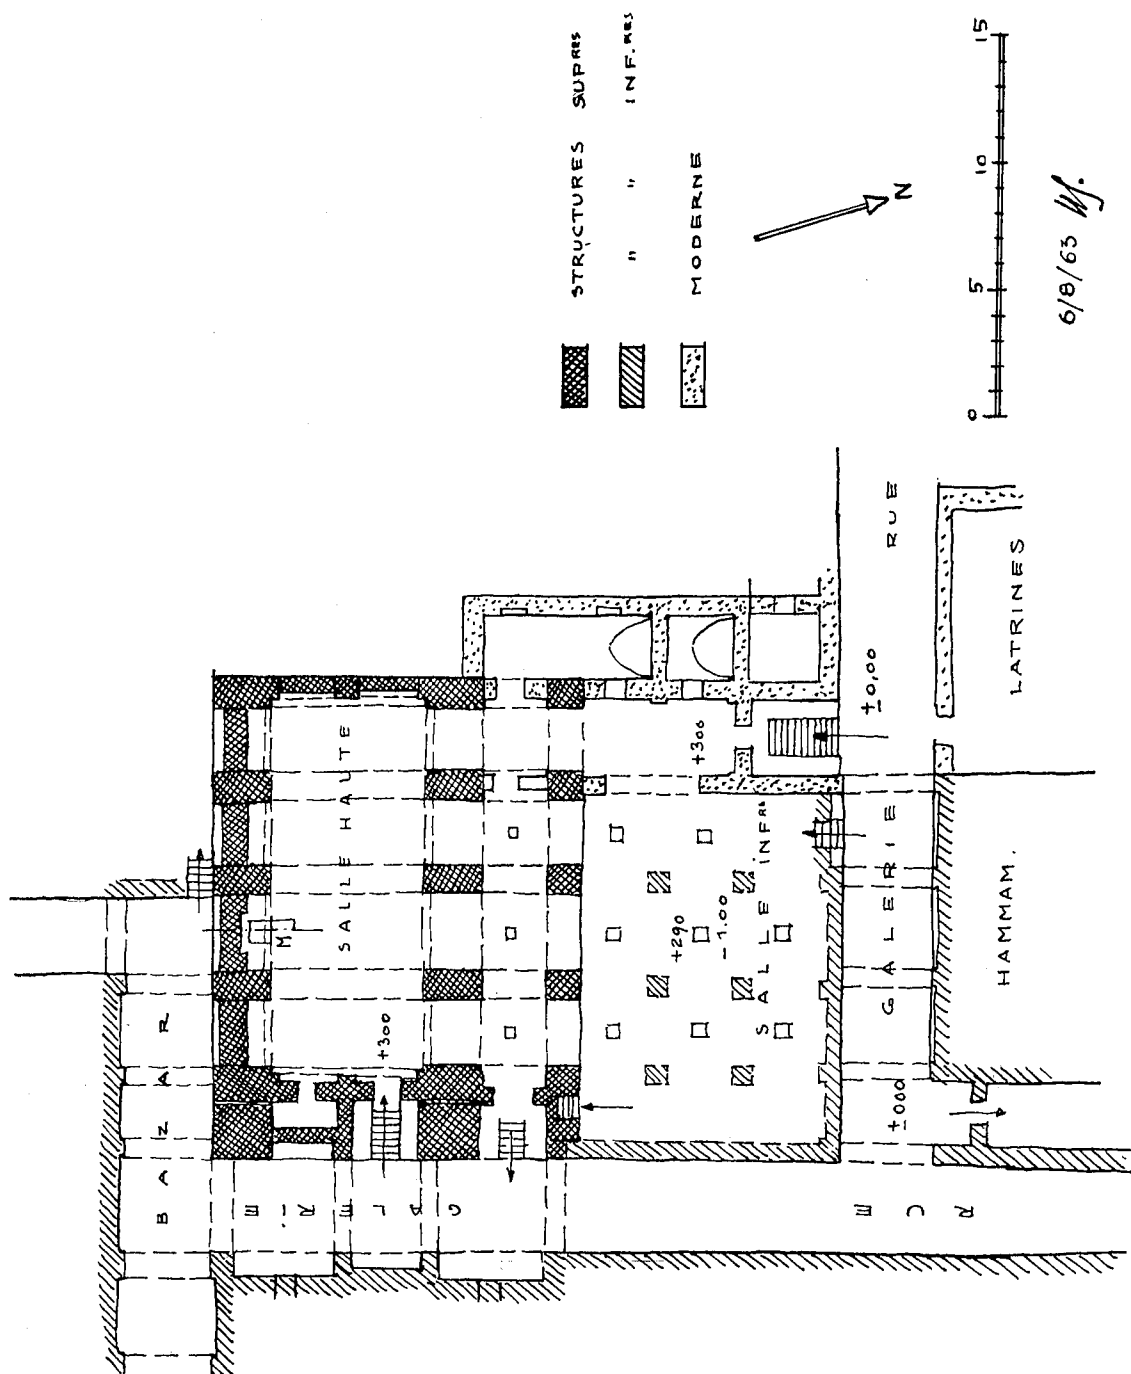 STRUCTURES SUPRES
" " INF.RES
MODERNE
N
0 5 10 15
6/8/63
RUE
LATRINES
±0,00
+300
SALLE HAUTE
SALLE INFRE
GALERIE
HAMMAM.
+290
-1.00
M
+300
BAZAR
±000
GALERIE
RUE